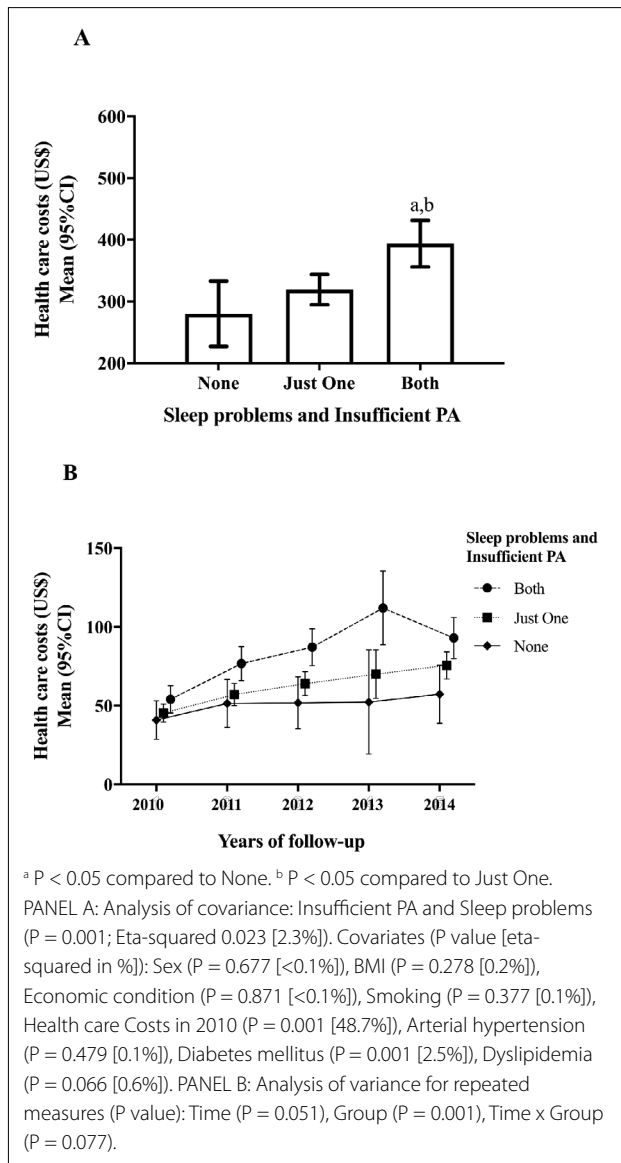 A
600
500
400
300
200
Health care costs (US$)
Mean (95%CI)
a,b
None Just One Both
Sleep problems and Insufficient PA
B
150
100
50
0
Health care costs (US$)
Mean (95%CI)
Sleep problems and
Insufficient PA
Both
Just One
None
2010 2011 2012 2013 2014
Years of follow-up
ᵃ P < 0.05 compared to None. ᵇ P < 0.05 compared to Just One.
PANEL A: Analysis of covariance: Insufficient PA and Sleep problems
(P = 0.001; Eta-squared 0.023 [2.3%]). Covariates (P value [eta-
squared in %]): Sex (P = 0.677 [<0.1%]), BMI (P = 0.278 [0.2%]),
Economic condition (P = 0.871 [<0.1%]), Smoking (P = 0.377 [0.1%]),
Health care Costs in 2010 (P = 0.001 [48.7%]), Arterial hypertension
(P = 0.479 [0.1%]), Diabetes mellitus (P = 0.001 [2.5%]), Dyslipidemia
(P = 0.066 [0.6%]). PANEL B: Analysis of variance for repeated
measures (P value): Time (P = 0.051), Group (P = 0.001), Time x Group
(P = 0.077).